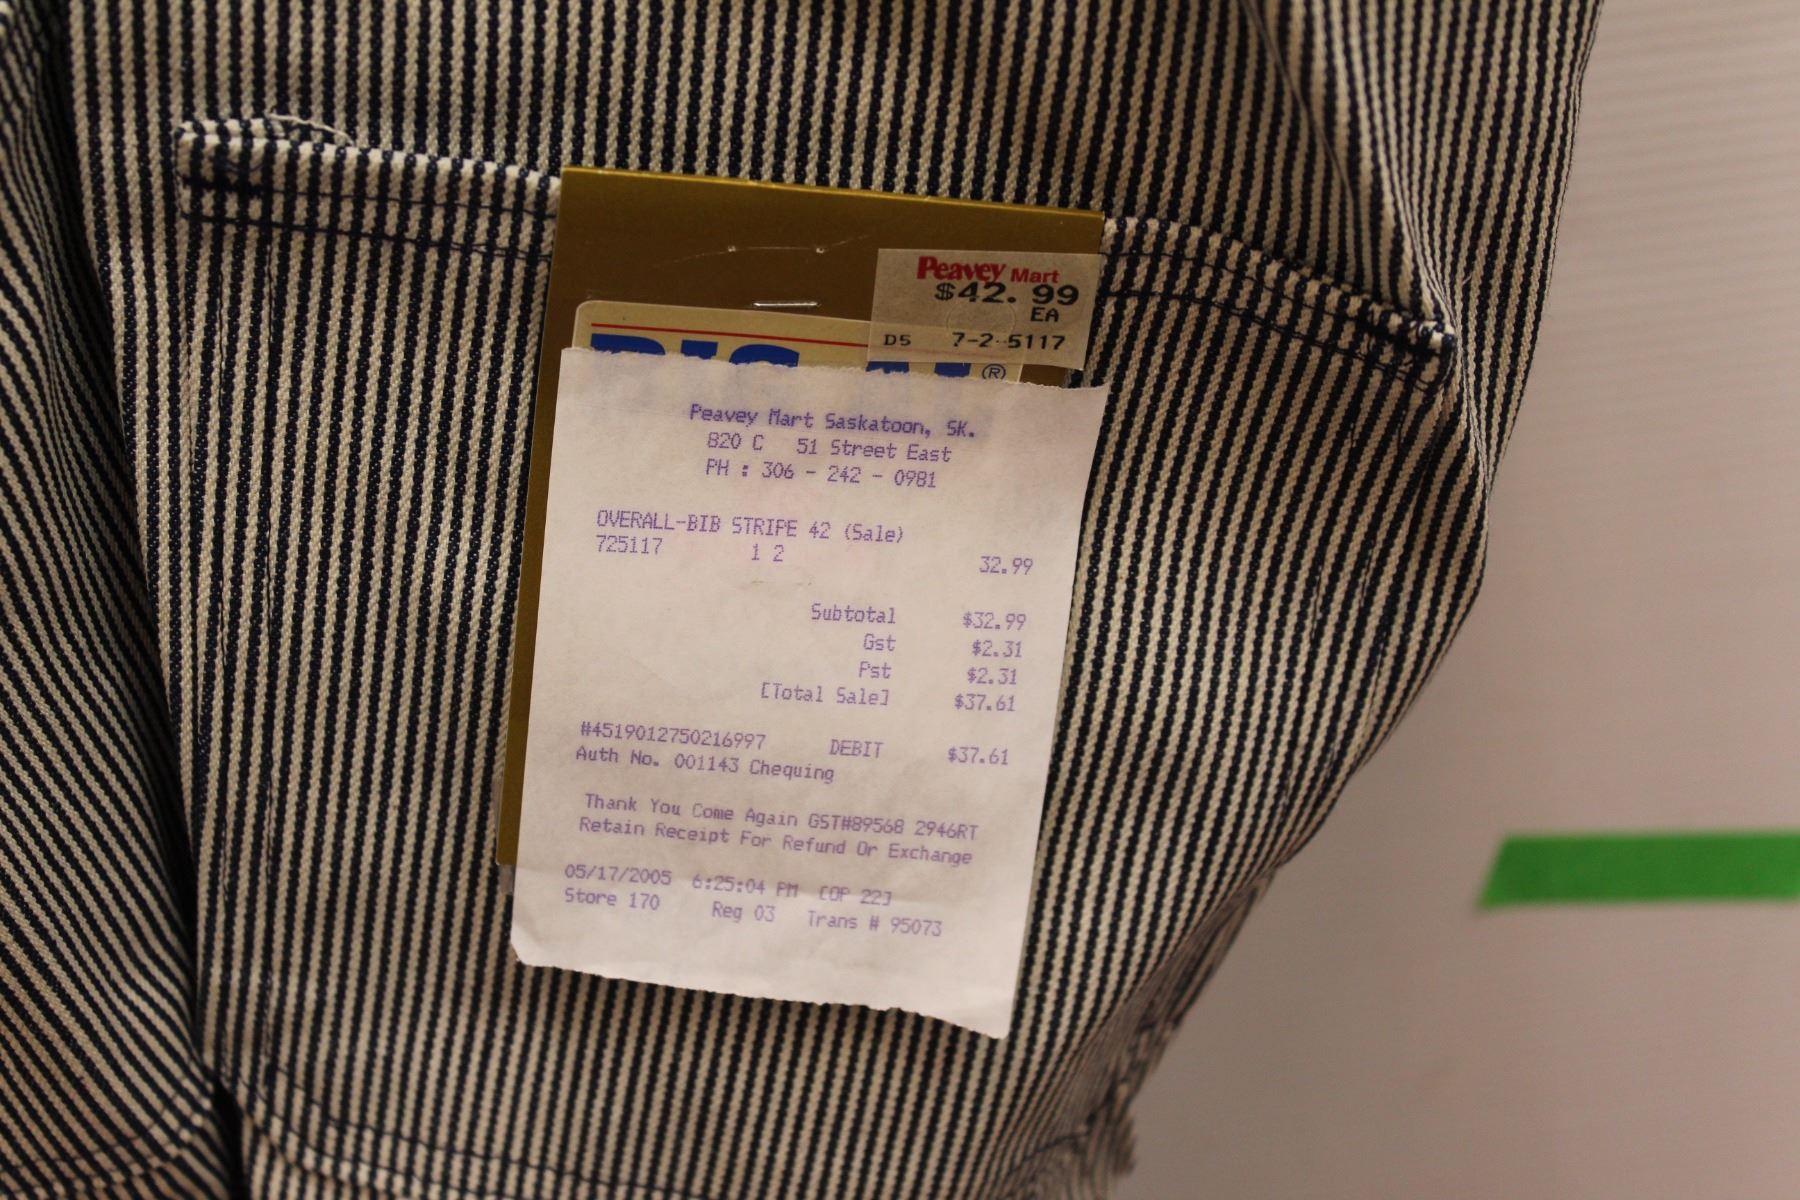 Peavey Mart
$42.99
EA
D5 7-2-5117
®
Peavey Mart Saskatoon, SK.
820 C 51 Street East
PH : 306 - 242 - 0981
OVERALL-BIB STRIPE 42 (Sale)
725117 1 2 32.99
Subtotal $32.99
Gst $2.31
Pst $2.31
[Total Sale] $37.61
#4519012750216997 DEBIT $37.61
Auth No. 001143 Chequing
Thank You Come Again GST#89568 2946RT
Retain Receipt For Refund Or Exchange
05/17/2005 6:25:04 PM [OP 22]
Store 170 Reg 03 Trans # 95073